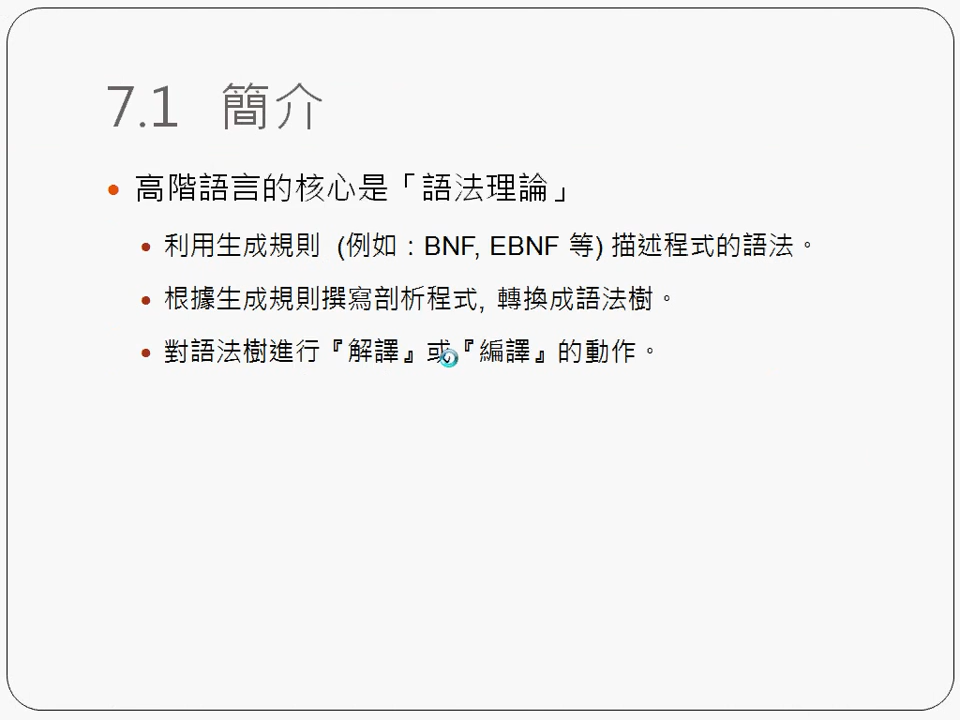 7.1 簡介
高階語言的核心是「語法理論」
利用生成規則 (例如：BNF, EBNF 等) 描述程式的語法。
根據生成規則撰寫剖析程式, 轉換成語法樹。
對語法樹進行『解譯』或『編譯』的動作。